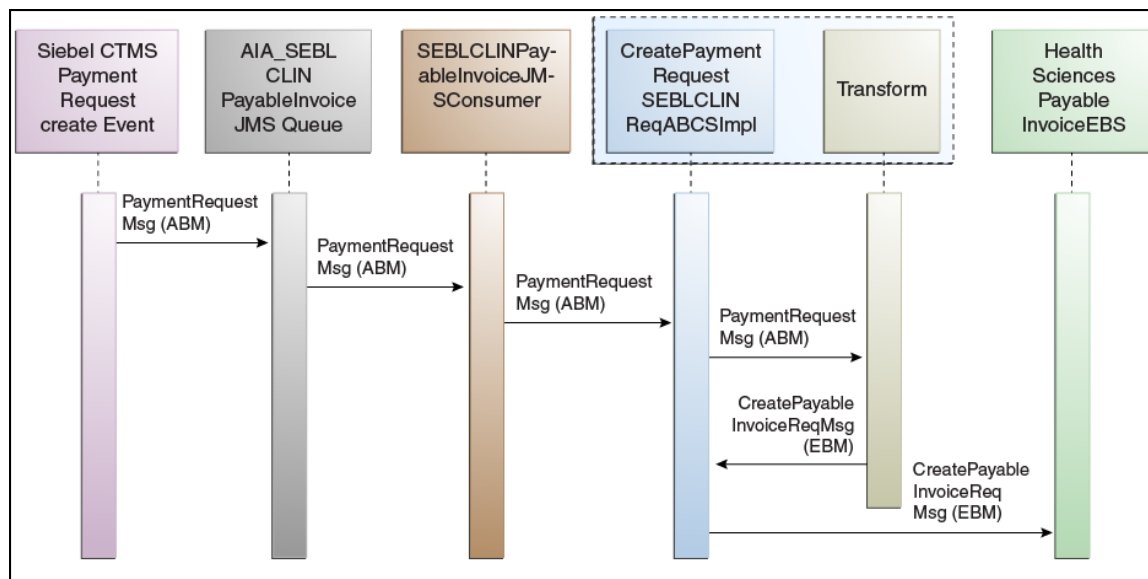 Siebel CTMS
Payment
Request
create Event
AIA_SEBL
CLIN
PayableInvoice
JMS Queue
SEBLCLINPay-
ableInvoiceJM-
SConsumer
CreatePayment
Request
SEBLCLIN
ReqABCSImpl
Transform
Health
Sciences
Payable
InvoiceEBS
PaymentRequest
Msg (ABM)
PaymentRequest
Msg (ABM)
PaymentRequest
Msg (ABM)
PaymentRequest
Msg (ABM)
CreatePayable
InvoiceReqMsg
(EBM)
CreatePayable
InvoiceReq
Msg (EBM)